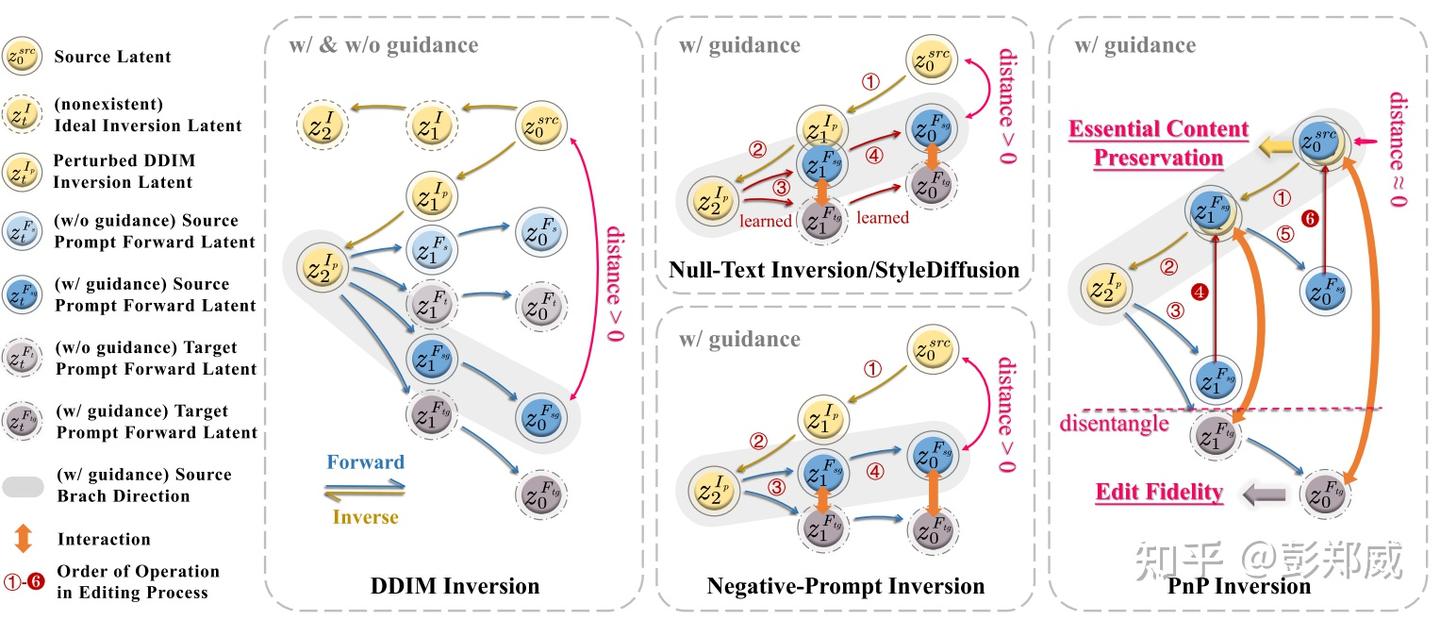 z_0^{src} Source Latent
z_t^{I} (nonexistent)
Ideal Inversion Latent
z_t^{I_p} Perturbed DDIM
Inversion Latent
z_t^{F_s} (w/o guidance) Source
Prompt Forward Latent
z_t^{F_{sg}} (w/ guidance) Source
Prompt Forward Latent
z_t^{F_t} (w/o guidance) Target
Prompt Forward Latent
z_t^{F_{tg}} (w/ guidance) Target
Prompt Forward Latent
(w/ guidance) Source
Brach Direction
Interaction
①-❻ Order of Operation
in Editing Process
w/ & w/o guidance
z_2^{I} z_1^{I} z_0^{src}
z_1^{I_p}
z_1^{F_s} z_0^{F_s}
z_2^{I_p}
z_1^{F_t} z_0^{F_t}
distance > 0
z_1^{F_{sg}}
z_1^{F_{tg}} z_0^{F_{sg}}
Forward
Inverse
z_0^{F_{tg}}
DDIM Inversion
w/ guidance
z_0^{src}
①
distance > 0
z_1^{I_p} z_0^{F_{sg}}
② ④
z_1^{F_{sg}}
③
z_2^{I_p} z_0^{F_{tg}}
learned z_1^{F_{tg}} learned
Null-Text Inversion/StyleDiffusion
w/ guidance
z_0^{src}
①
distance > 0
z_1^{I_p}
②
z_2^{I_p} z_1^{F_{sg}} z_0^{F_{sg}}
③ ④
z_1^{F_{tg}} z_0^{F_{tg}}
Negative-Prompt Inversion
w/ guidance
distance ≈ 0
Essential Content
Preservation
z_0^{src}
①
z_1^{F_{sg}} ❻
⑤
②
z_2^{I_p} ❹ z_0^{F_{sg}}
③
z_1^{F_{sg}}
disentangle
z_1^{F_{tg}}
Edit Fidelity z_0^{F_{tg}}
知乎 @彭郑威
PnP Inversion